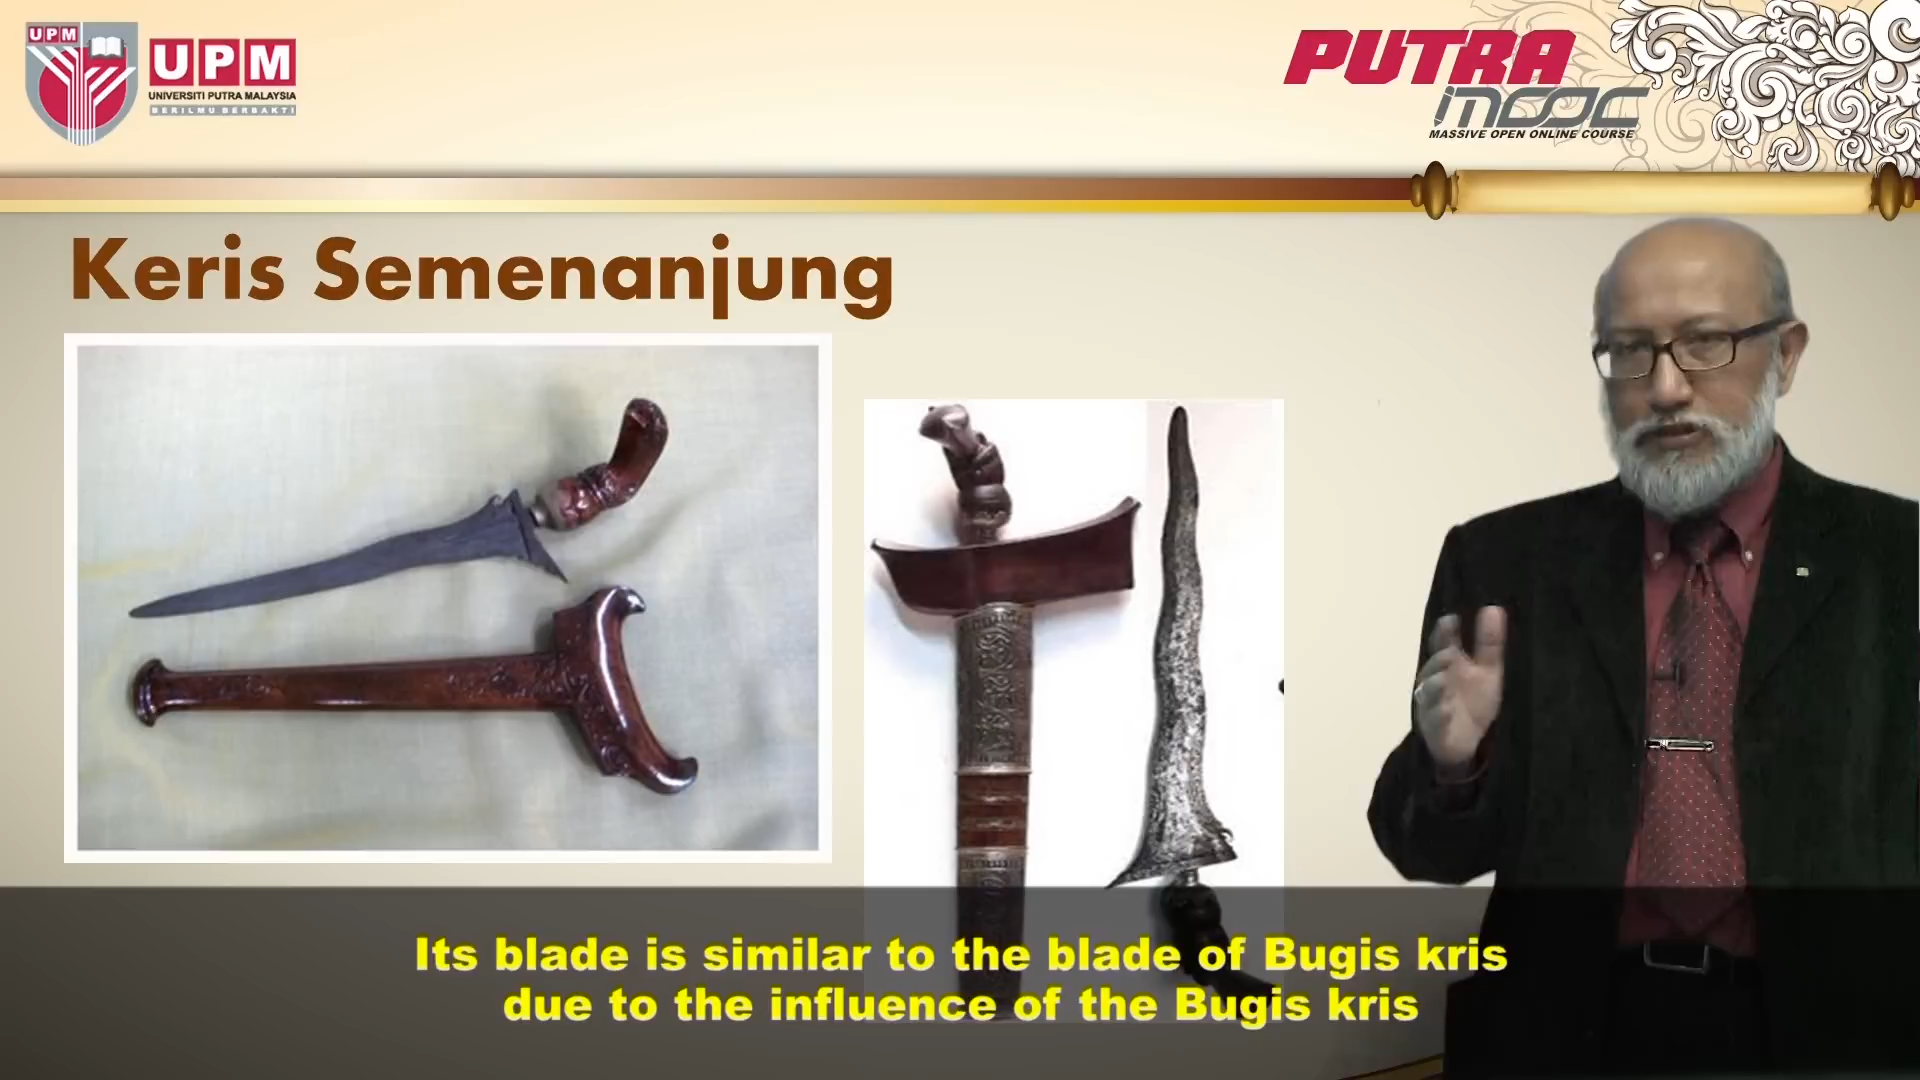 UPM
UPM
UNIVERSITI PUTRA MALAYSIA
BERILMU BERBAKTI
PUTRA
mooc
MASSIVE OPEN ONLINE COURSE
Keris Semenanjung
Its blade is similar to the blade of Bugis kris
due to the influence of the Bugis kris